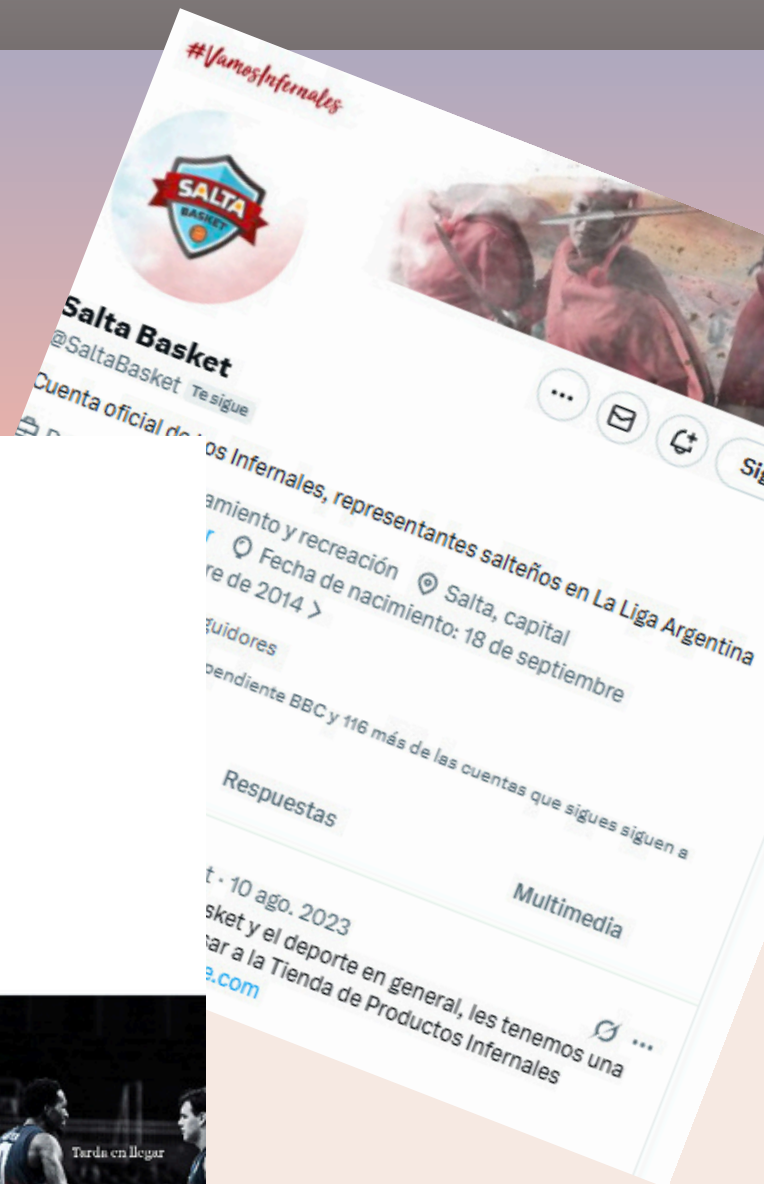 #VamosInfernales
SALTA
BASKET
Salta Basket
@SaltaBasket Te sigue
Cuenta oficial de Los Infernales, representantes salteños en La Liga Argentina
amiento y recreación Salta, capital
r Fecha de nacimiento: 18 de septiembre
re de 2014
guidores
pendiente BBC y 116 más de las cuentas que sigues siguen a
Respuestas
Multimedia
t · 10 ago. 2023
sket y el deporte en general, les tenemos una
sar a la Tienda de Productos Infernales
e.com
Tarda en llegar